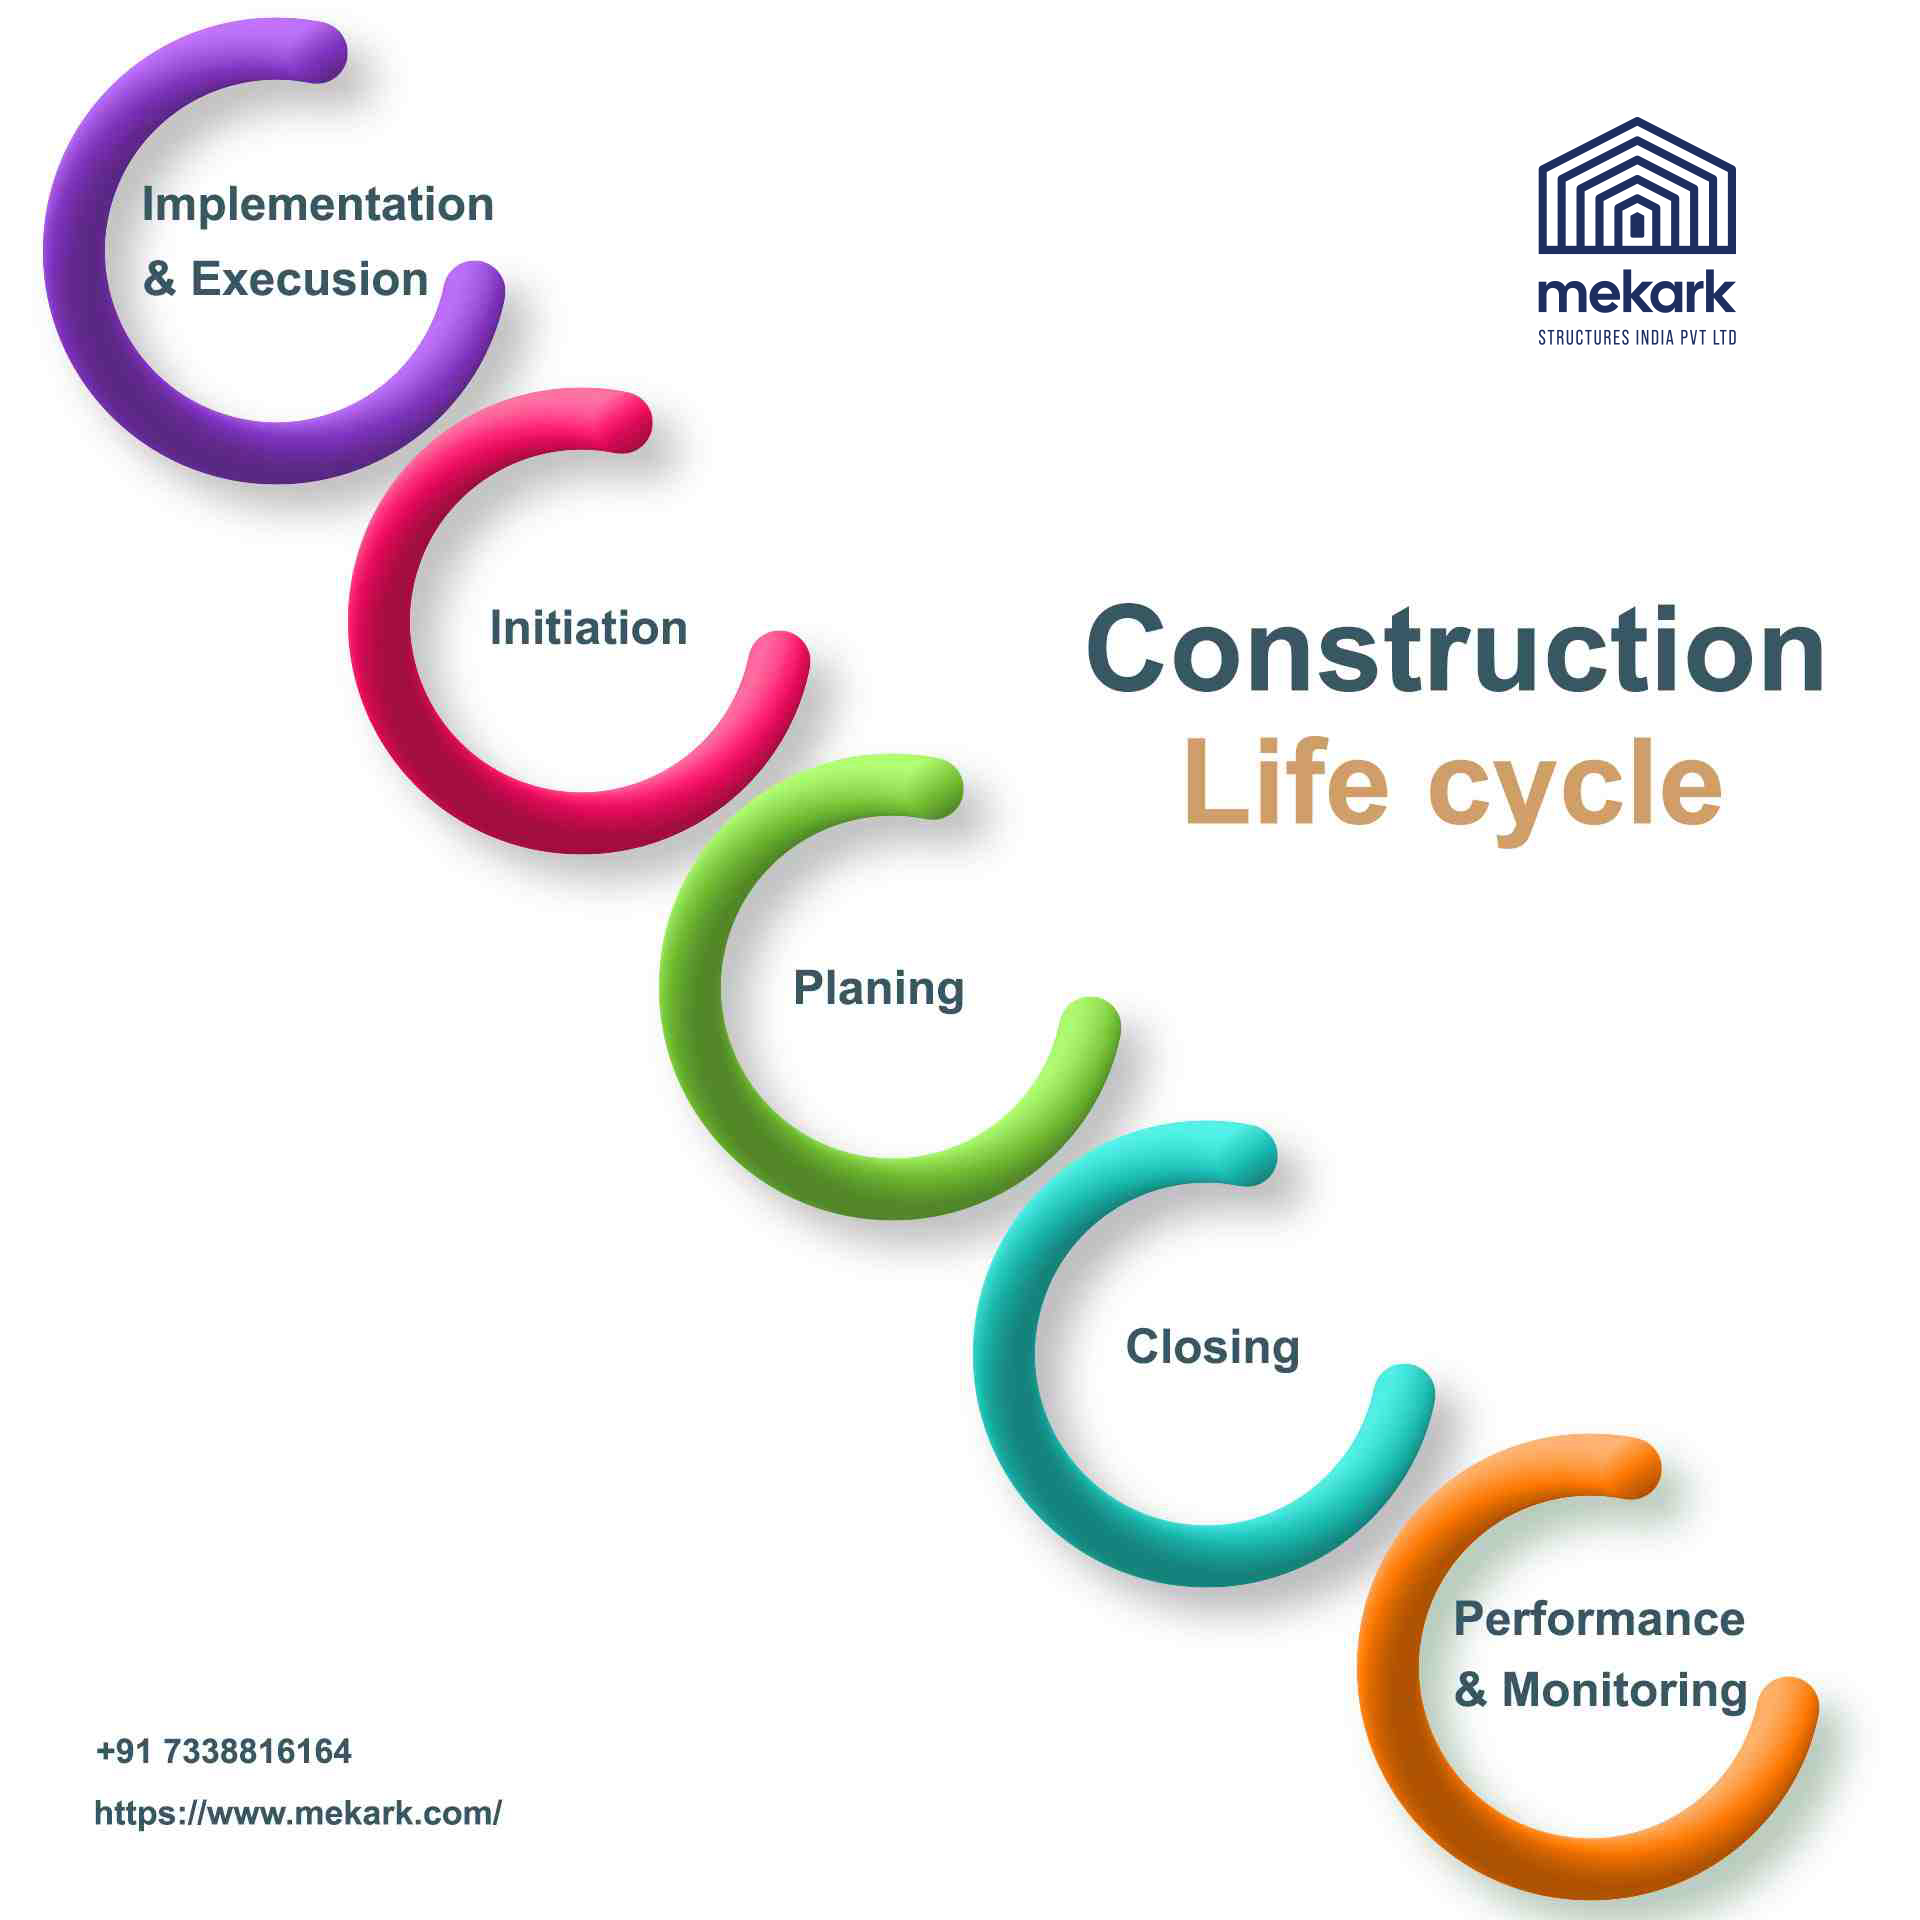 Implementation
& Execusion
mekark
STRUCTURES INDIA PVT LTD
Initiation
Construction
Life cycle
Planing
Closing
Performance
& Monitoring
+91 7338816164
https://www.mekark.com/